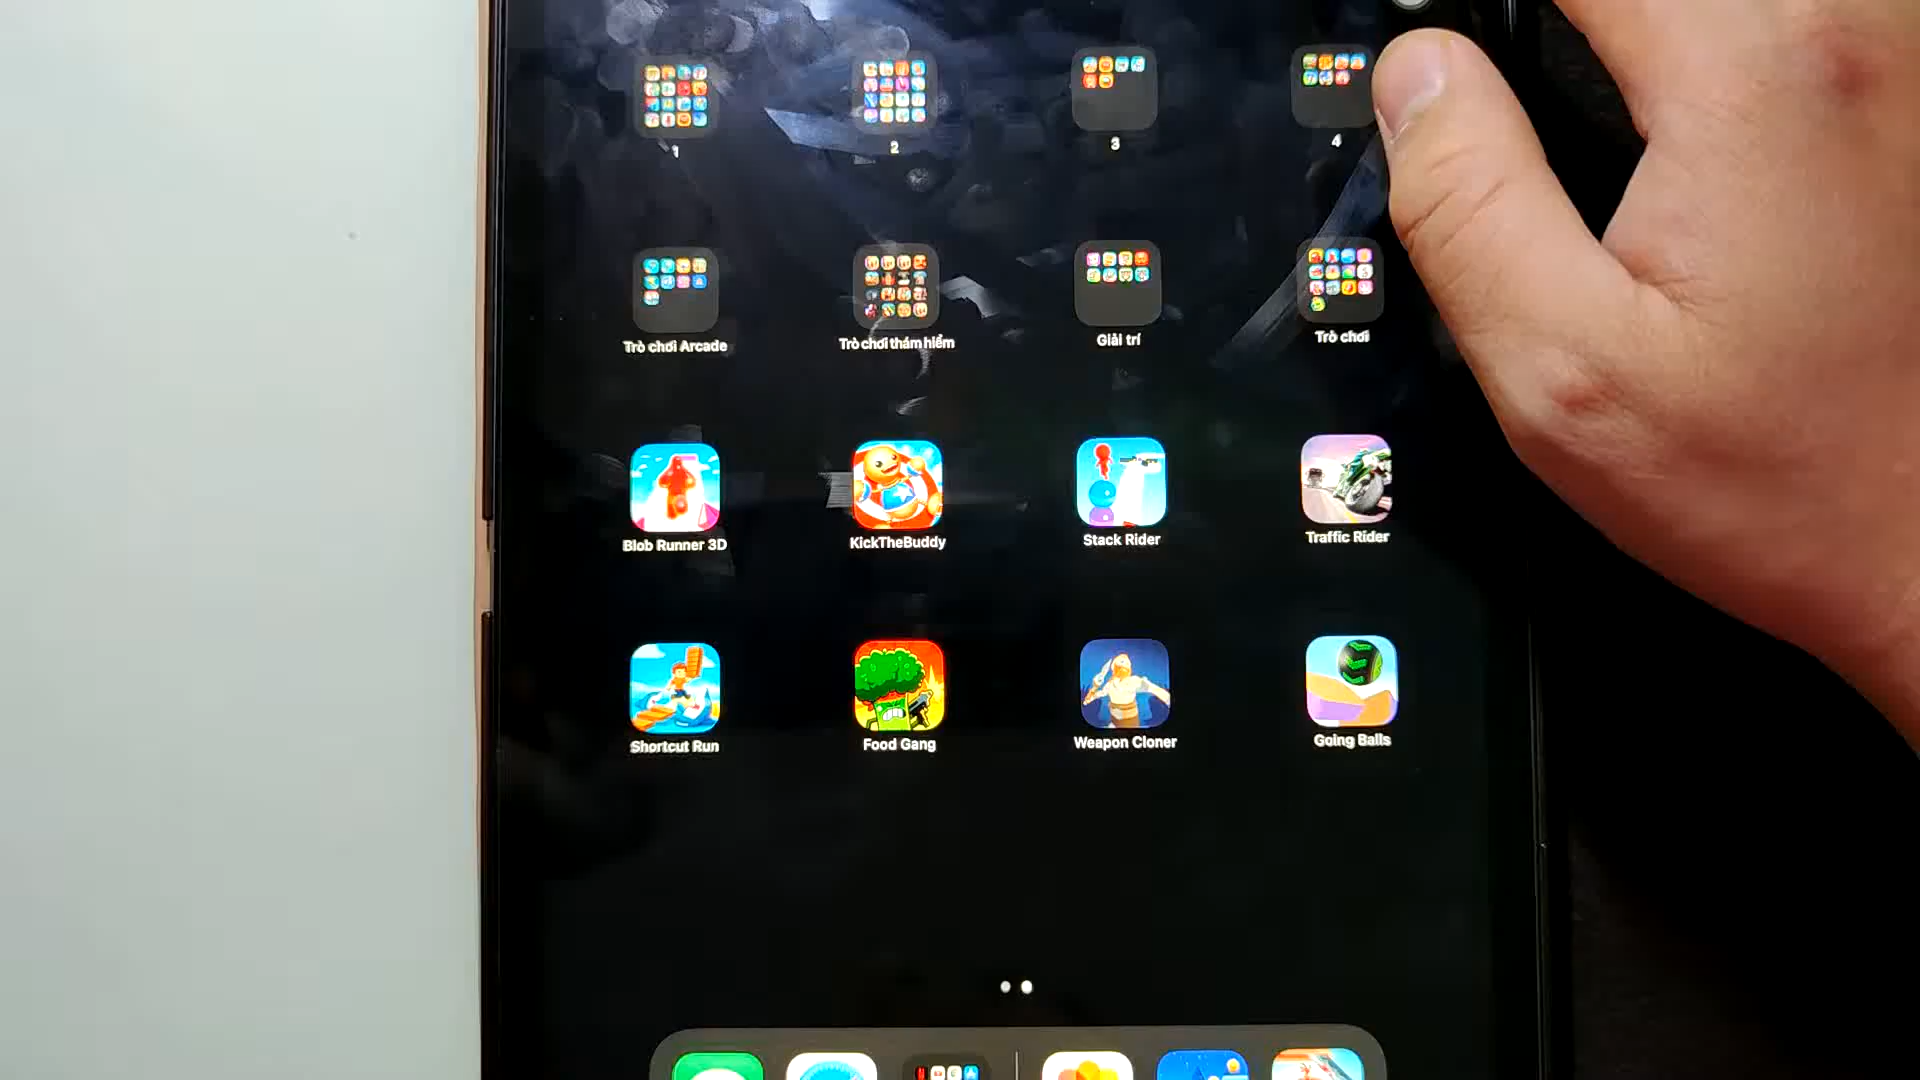 1
2
3
4
Trò chơi Arcade
Trò chơi thám hiểm
Giải trí
Trò chơi
Blob Runner 3D
KickTheBuddy
Stack Rider
Traffic Rider
Shortcut Run
Food Gang
Weapon Cloner
Going Balls